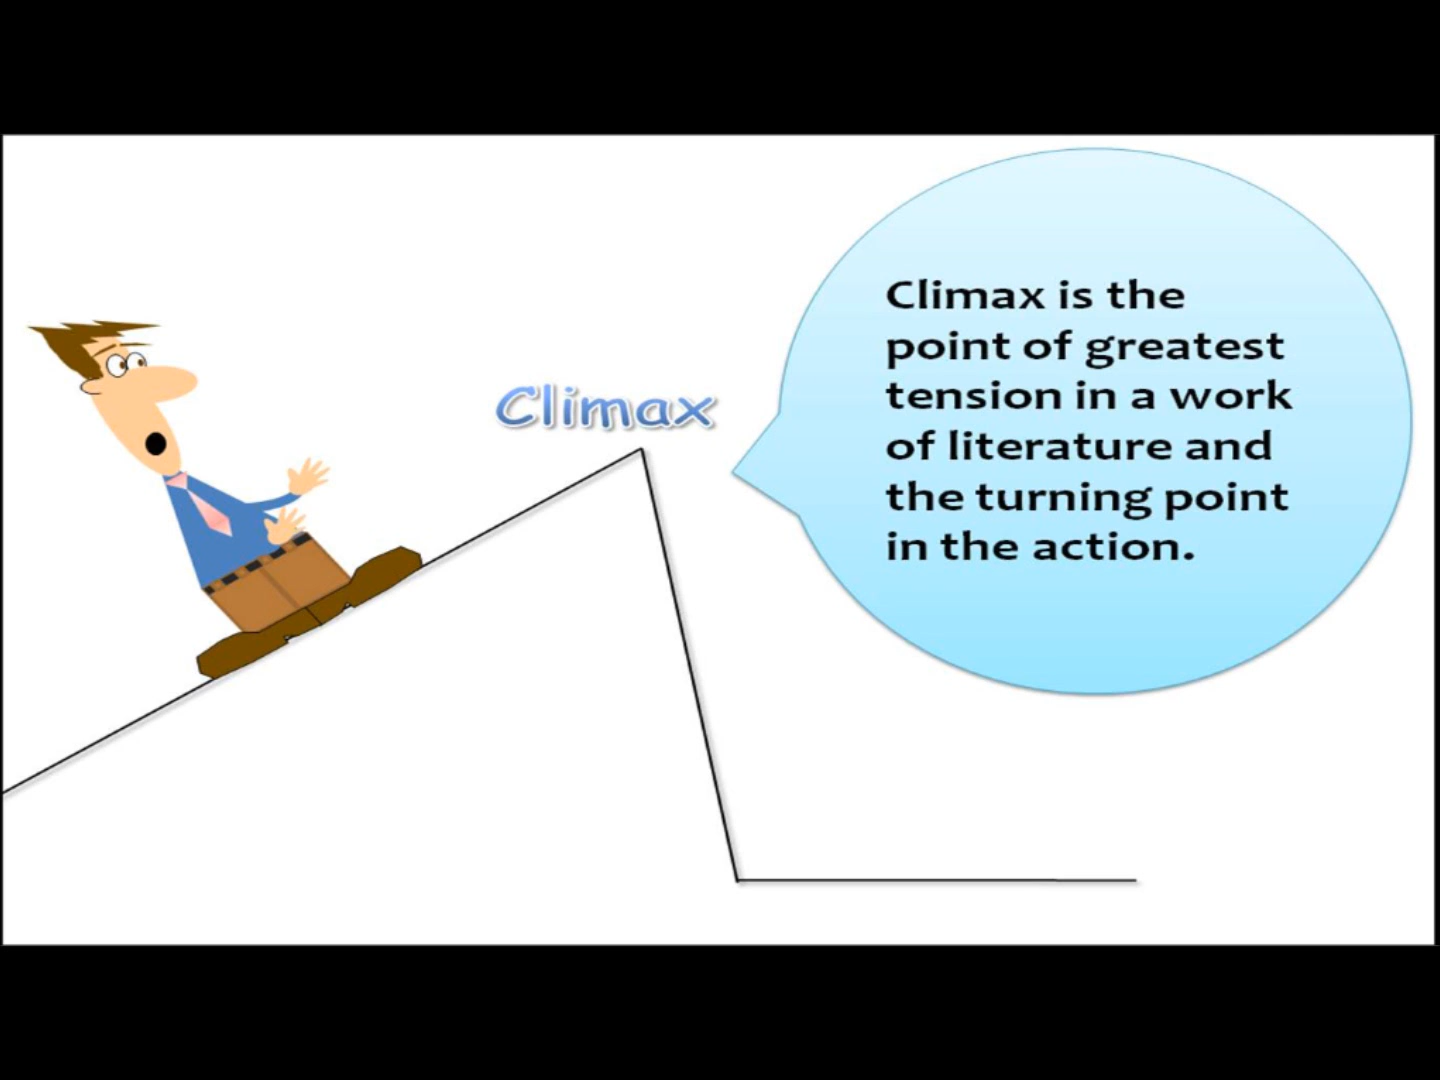 Climax
Climax is the
point of greatest
tension in a work
of literature and
the turning point
in the action.